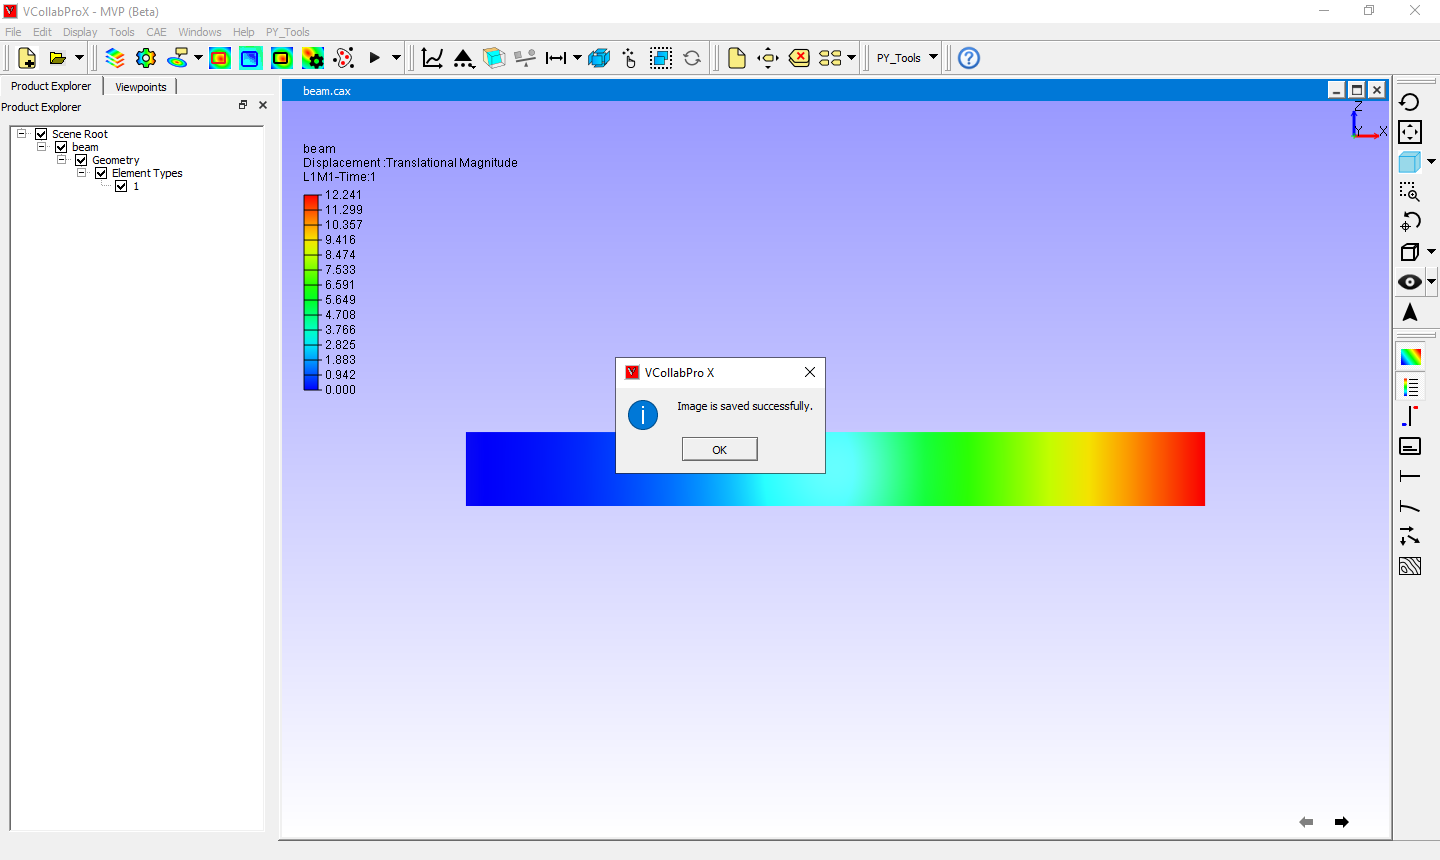 VCollabProX - MVP (Beta)
File Edit Display Tools CAE Windows Help PY_Tools
PY_Tools
Product Explorer Viewpoints
Product Explorer
Scene Root
beam
Geometry
Element Types
1
beam.cax
Z
Y X
beam
Displacement :Translational Magnitude
L1M1-Time:1
12.241
11.299
10.357
9.416
8.474
7.533
6.591
5.649
4.708
3.766
2.825
1.883
0.942
0.000
VCollabPro X
Image is saved successfully.
OK